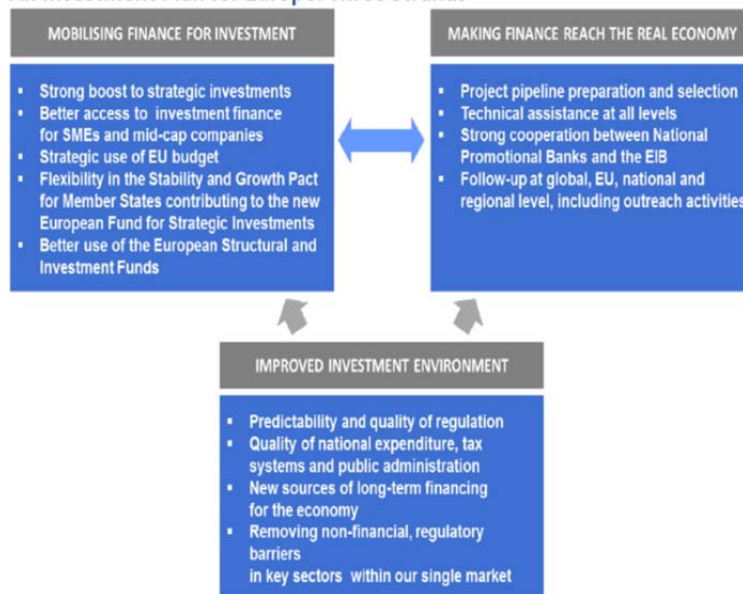 MOBILISING FINANCE FOR INVESTMENT
▪ Strong boost to strategic investments
▪ Better access to investment finance
for SMEs and mid-cap companies
▪ Strategic use of EU budget
▪ Flexibility in the Stability and Growth Pact
for Member States contributing to the new
European Fund for Strategic Investments
▪ Better use of the European Structural and
Investment Funds
MAKING FINANCE REACH THE REAL ECONOMY
▪ Project pipeline preparation and selection
▪ Technical assistance at all levels
▪ Strong cooperation between National
Promotional Banks and the EIB
▪ Follow-up at global, EU, national and
regional level, including outreach activities
IMPROVED INVESTMENT ENVIRONMENT
▪ Predictability and quality of regulation
▪ Quality of national expenditure, tax
systems and public administration
▪ New sources of long-term financing
for the economy
▪ Removing non-financial, regulatory
barriers
in key sectors within our single market